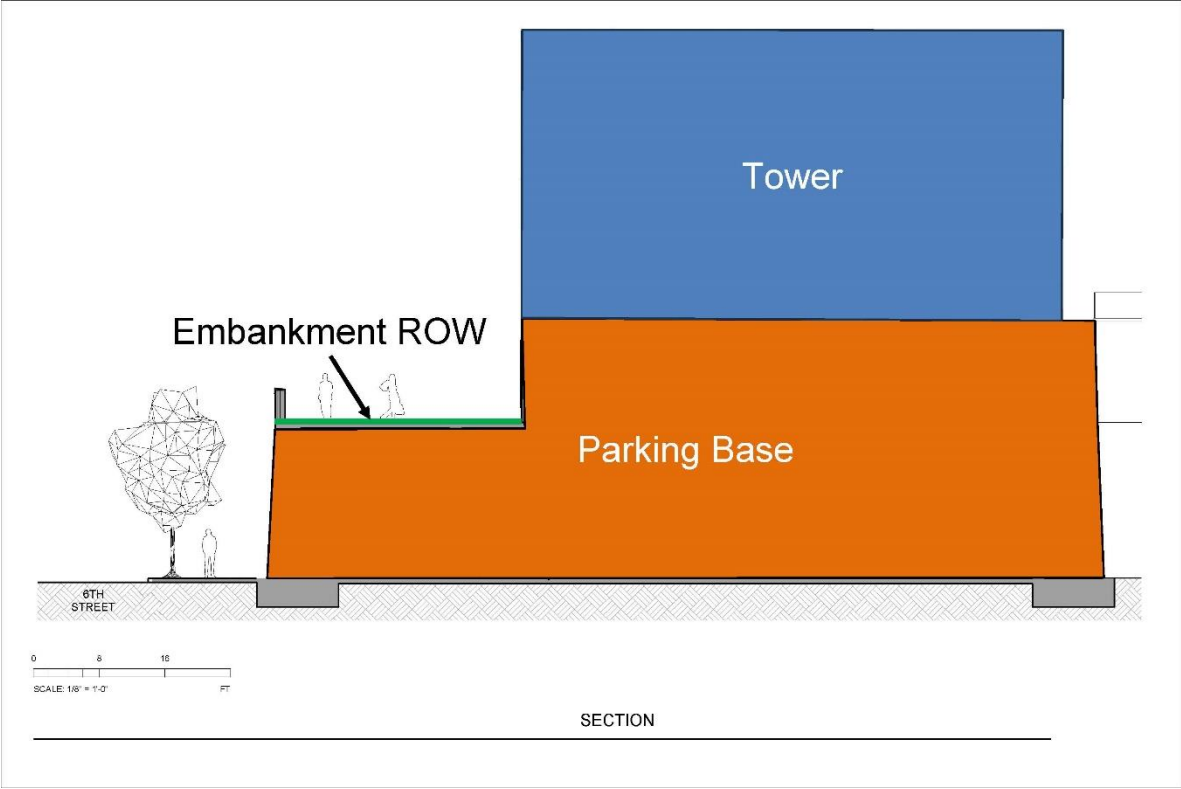 Tower
Embankment ROW
Parking Base
6TH
STREET
0 8 16
SCALE: 1/8" = 1'-0" FT
SECTION